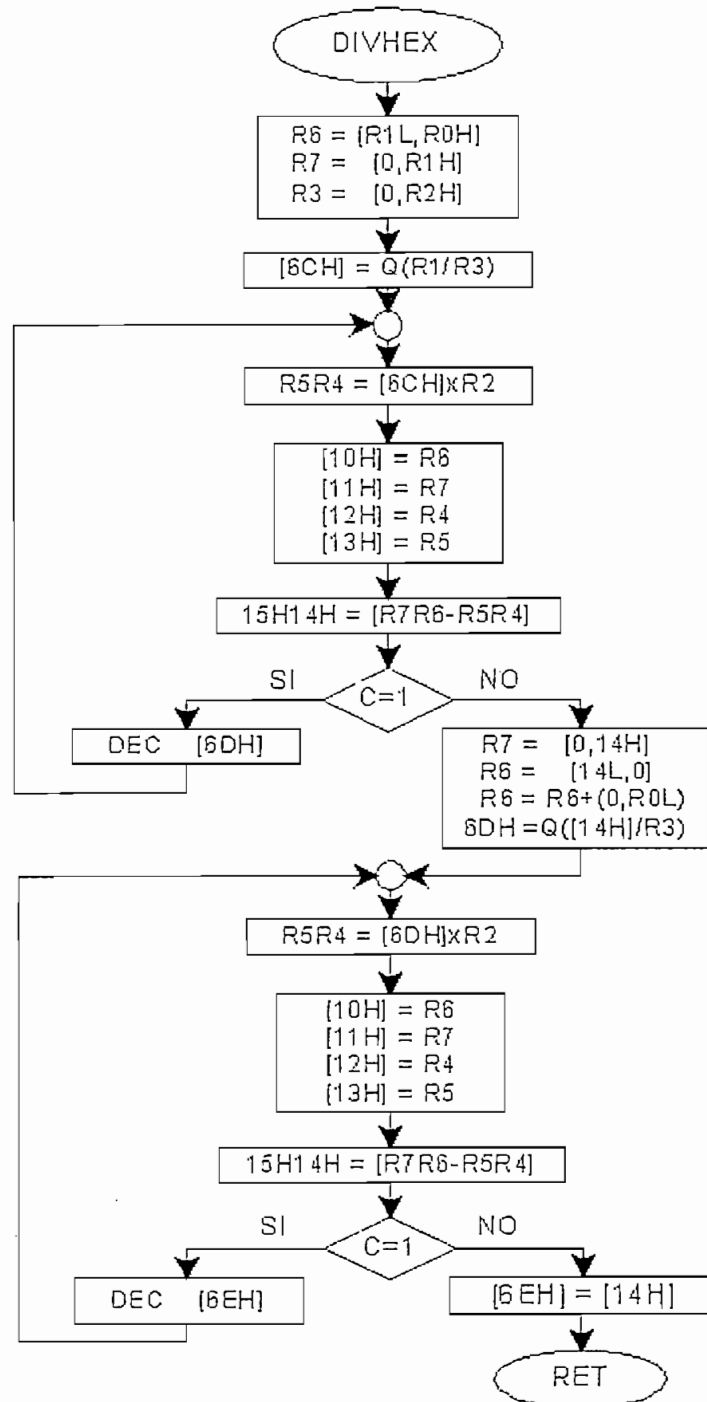 DIVHEX
R6 = [R1L,R0H]
R7 = [0,R1H]
R3 = [0,R2H]
[6CH] = Q(R1/R3)
R5R4 = [6CH]xR2
[10H] = R6
[11H] = R7
[12H] = R4
[13H] = R5
15H14H = [R7R6-R5R4]
SI
C=1
NO
DEC [6DH]
R7 = [0,14H]
R6 = [14L,0]
R6 = R6+(0,R0L)
6DH =Q([14H]/R3)
R5R4 = [6DH]xR2
[10H] = R6
[11H] = R7
[12H] = R4
[13H] = R5
15H14H = [R7R6-R5R4]
SI
C=1
NO
DEC [6EH]
[6EH] = [14H]
RET